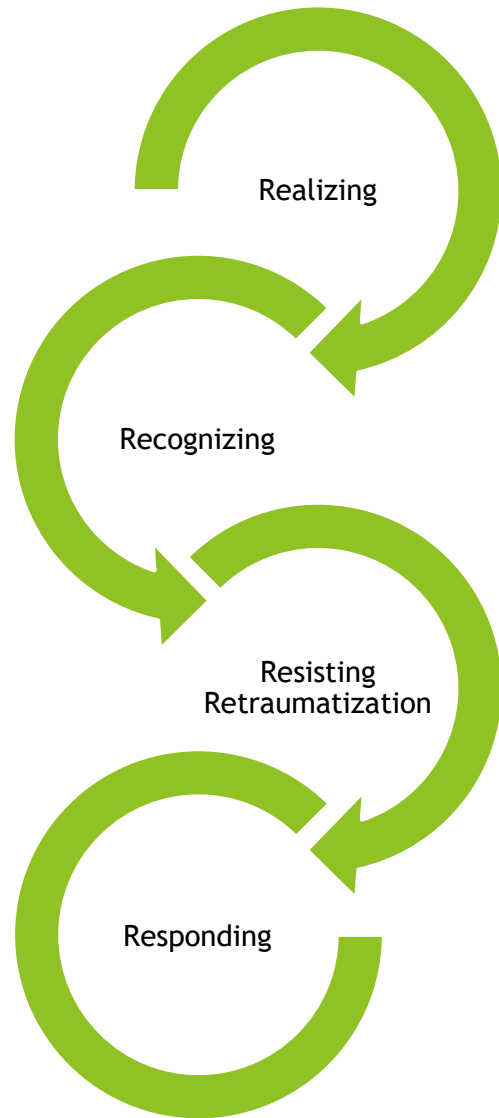 Realizing
Recognizing
Resisting
Retraumatization
Responding